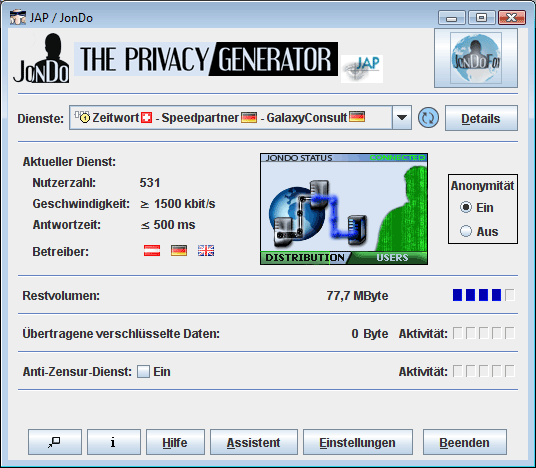 JAP / JonDo
JonDo THE PRIVACY GENERATOR JAP JonDoFox
Dienste: Zeitwort - Speedpartner - GalaxyConsult Details
Aktueller Dienst:
Nutzerzahl: 531
Geschwindigkeit: ≥ 1500 kbit/s
Antwortzeit: ≤ 500 ms
Betreiber:
JONDO STATUS CONNECTED
DISTRIBUTION USERS
Anonymität
Ein
Aus
Restvolumen: 77,7 MByte
Übertragene verschlüsselte Daten: 0 Byte Aktivität:
Anti-Zensur-Dienst: Ein Aktivität:
i Hilfe Assistent Einstellungen Beenden